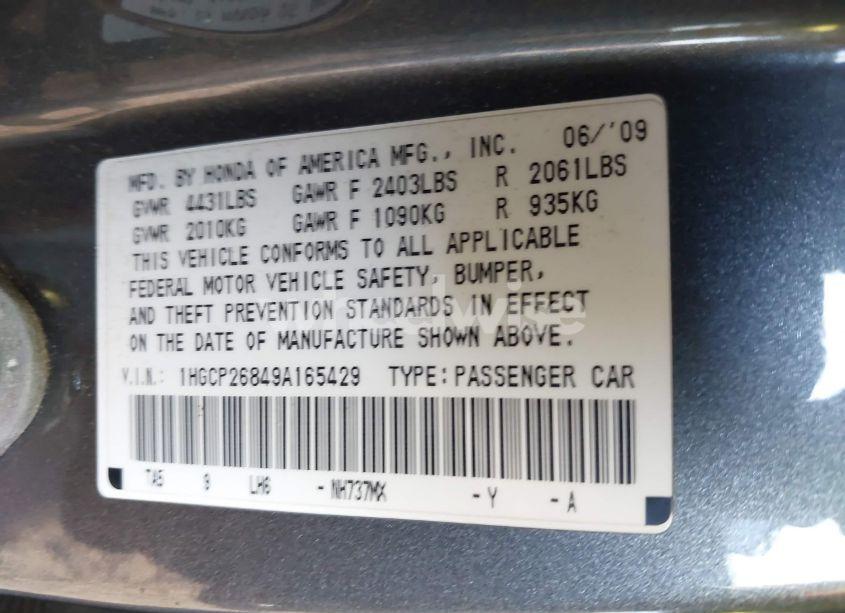 MFD. BY HONDA OF AMERICA MFG., INC. 06/'09
GVWR 4431LBS GAWR F 2403LBS R 2061LBS
GVWR 2010KG GAWR F 1090KG R 935KG
THIS VEHICLE CONFORMS TO ALL APPLICABLE
FEDERAL MOTOR VEHICLE SAFETY, BUMPER,
AND THEFT PREVENTION STANDARDS IN EFFECT
ON THE DATE OF MANUFACTURE SHOWN ABOVE.
V.I.N.: 1HGCP26849A165429 TYPE: PASSENGER CAR
TA5 9 LH6 - NH737MX - Y - A